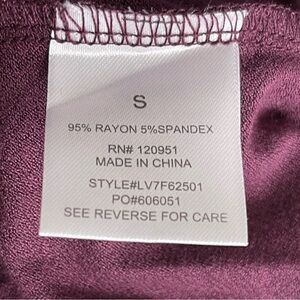 S
95% RAYON 5%SPANDEX
RN# 120951
MADE IN CHINA
STYLE#LV7F62501
PO#606051
SEE REVERSE FOR CARE